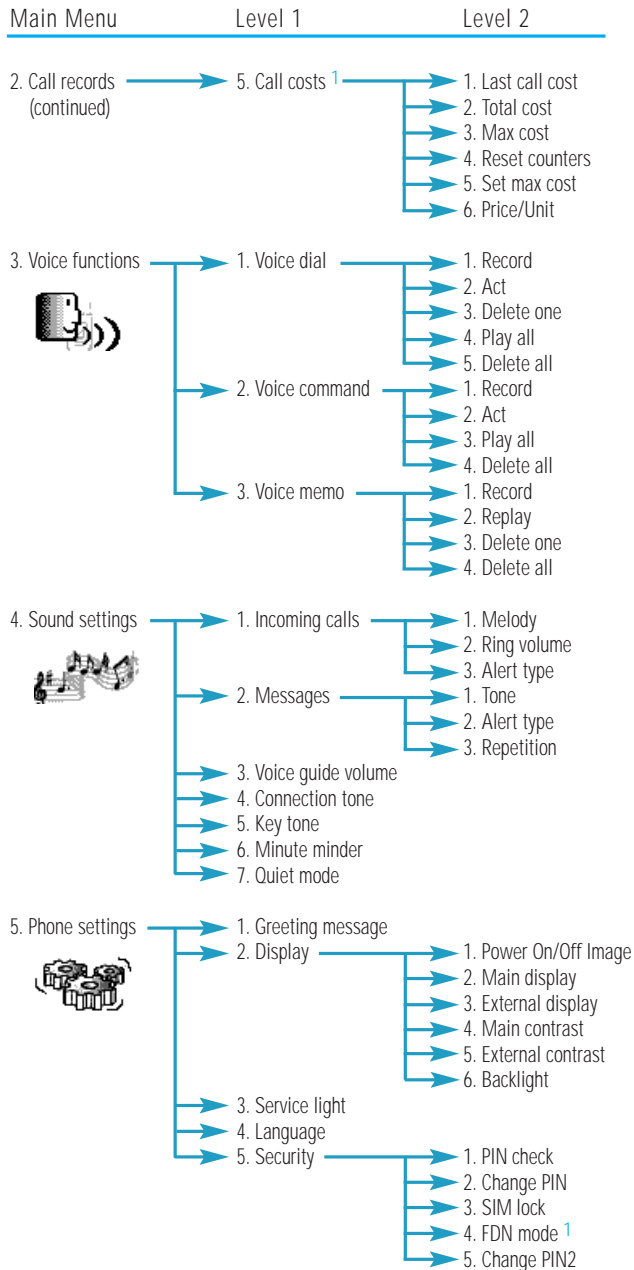 Main Menu Level 1 Level 2
2. Call records 5. Call costs 1 1. Last call cost
(continued) 2. Total cost
3. Max cost
4. Reset counters
5. Set max cost
6. Price/Unit
3. Voice functions 1. Voice dial 1. Record
2. Act
3. Delete one
4. Play all
5. Delete all
2. Voice command 1. Record
2. Act
3. Play all
4. Delete all
3. Voice memo 1. Record
2. Replay
3. Delete one
4. Delete all
4. Sound settings 1. Incoming calls 1. Melody
2. Ring volume
3. Alert type
2. Messages 1. Tone
2. Alert type
3. Repetition
3. Voice guide volume
4. Connection tone
5. Key tone
6. Minute minder
7. Quiet mode
5. Phone settings 1. Greeting message
2. Display 1. Power On/Off Image
2. Main display
3. External display
4. Main contrast
5. External contrast
6. Backlight
3. Service light
4. Language
5. Security 1. PIN check
2. Change PIN
3. SIM lock
4. FDN mode 1
5. Change PIN2